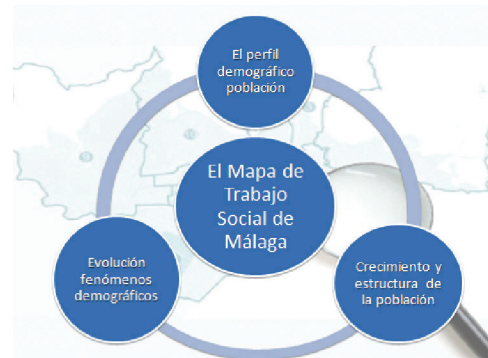 El perfil
demográfico
población
El Mapa de
Trabajo
Social de
Málaga
Evolución
fenómenos
demográficos
Crecimiento y
estructura de
la población